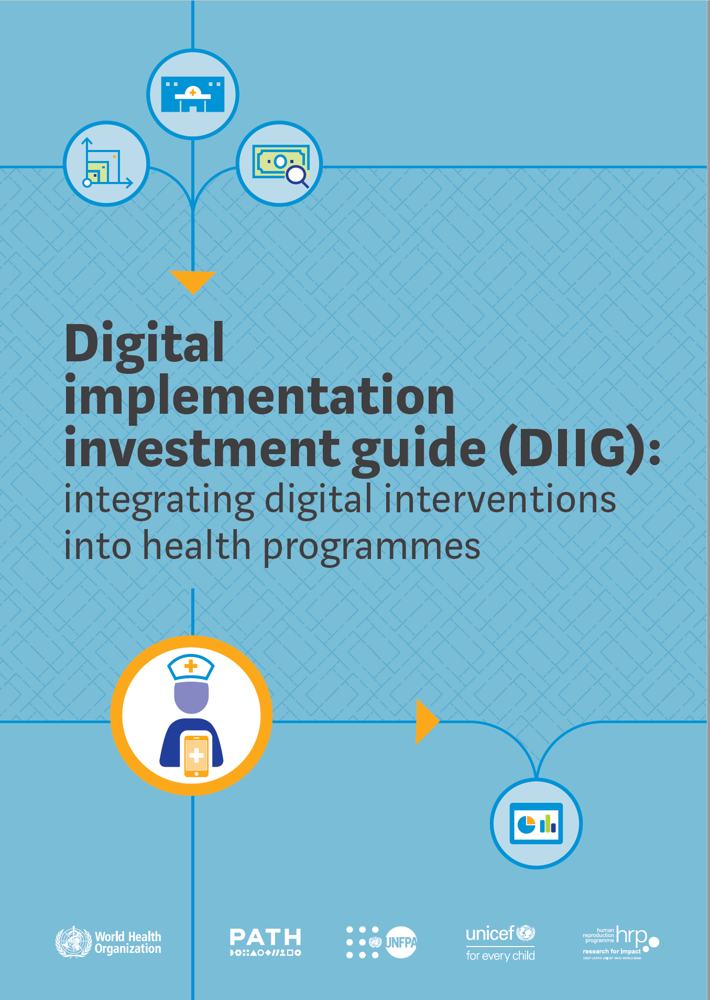 Digital
implementation
investment guide (DIIG):
integrating digital interventions
into health programmes
World Health
Organization
PATH
UNFPA
unicef
for every child
human
reproduction
programme
hrp
research for impact
UNDP·UNFPA·UNICEF·WHO·WORLD BANK